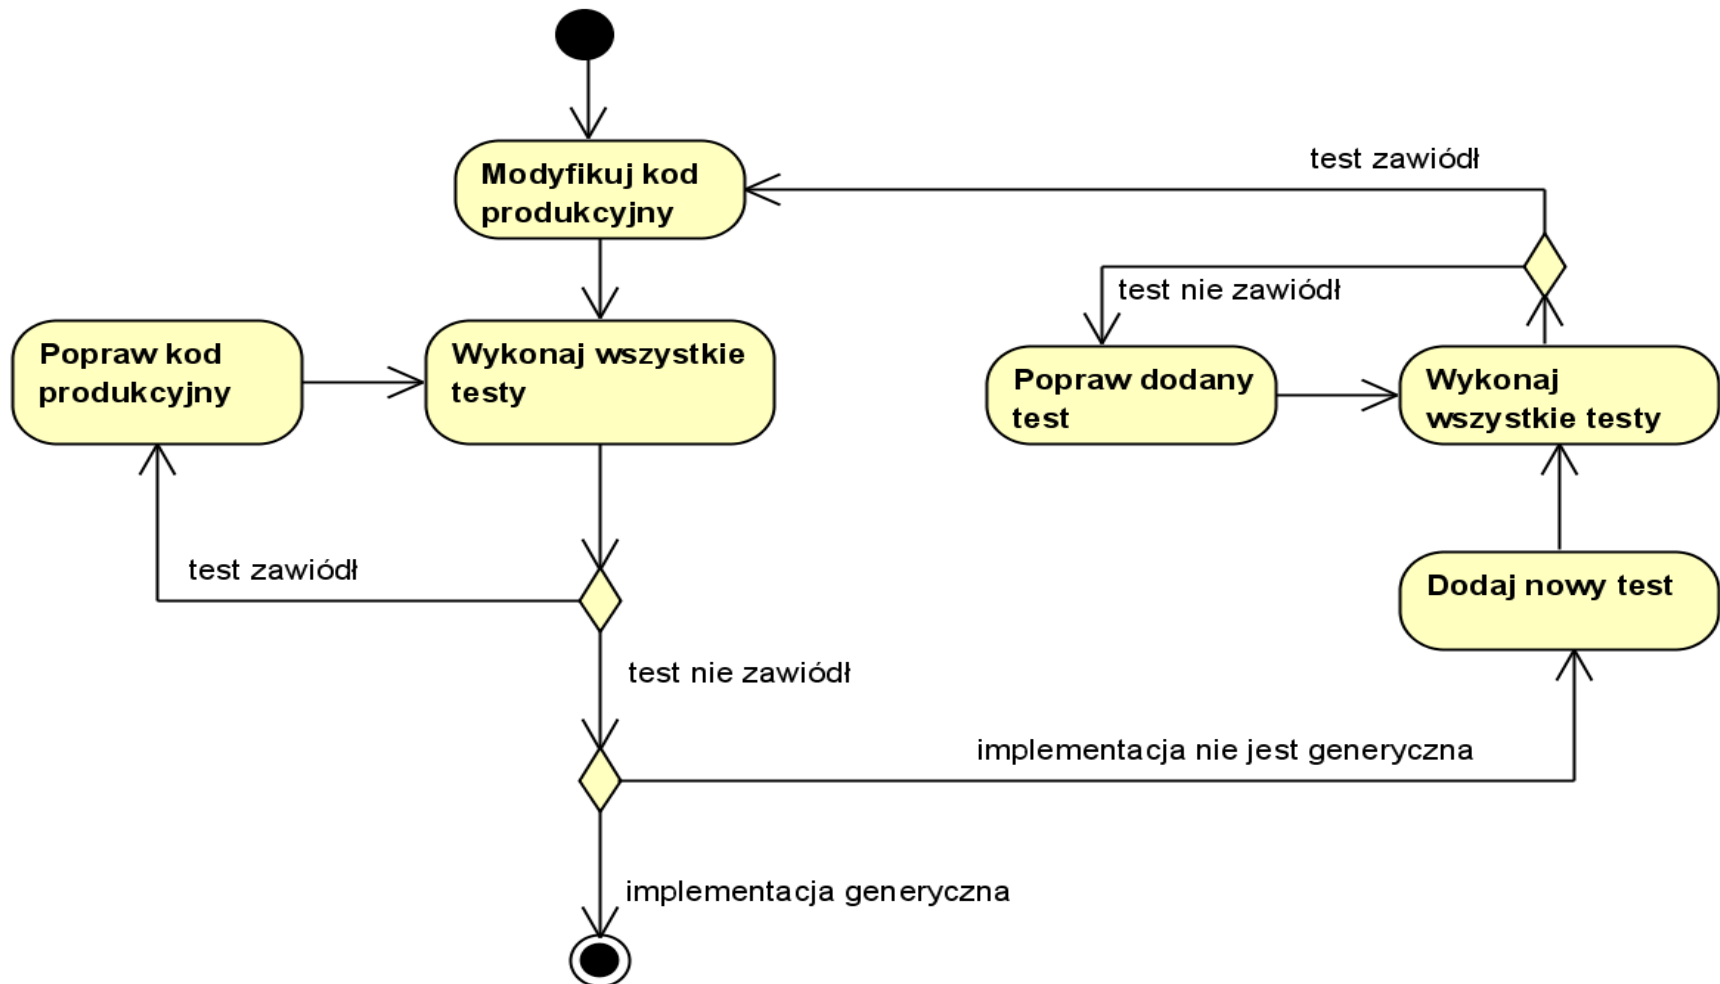 test zawiódł
Modyfikuj kod
produkcyjny
test nie zawiódł
Popraw kod
produkcyjny
Wykonaj wszystkie
testy
Popraw dodany
test
Wykonaj
wszystkie testy
test zawiódł
Dodaj nowy test
test nie zawiódł
implementacja nie jest generyczna
implementacja generyczna